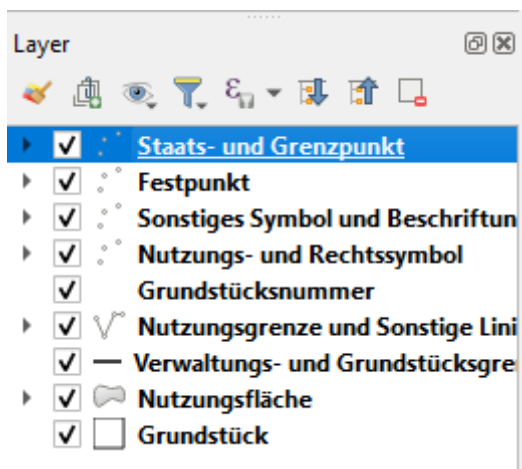 Layer
Staats- und Grenzpunkt
Festpunkt
Sonstiges Symbol und Beschriftun
Nutzungs- und Rechtssymbol
Grundstücksnummer
Nutzungsgrenze und Sonstige Lini
Verwaltungs- und Grundstücksgre
Nutzungsfläche
Grundstück